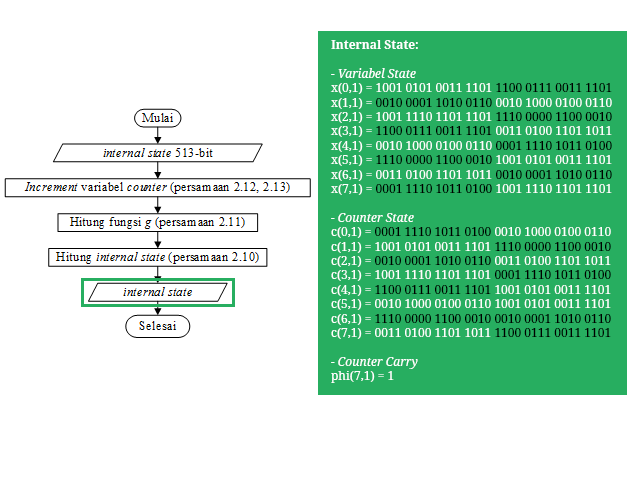 Mulai
internal state 513-bit
Increment variabel counter (persamaan 2.12, 2.13)
Hitung fungsi g (persamaan 2.11)
Hitung internal state (persamaan 2.10)
internal state
Selesai
Internal State:
- Variabel State
x(0,1) = 1001 0101 0011 1101 1100 0111 0011 1101
x(1,1) = 0010 0001 1010 0110 0010 1000 0100 0110
x(2,1) = 1001 1110 1101 1101 1110 0000 1100 0010
x(3,1) = 1100 0111 0011 1101 0011 0100 1101 1011
x(4,1) = 0010 1000 0100 0110 0001 1110 1011 0100
x(5,1) = 1110 0000 1100 0010 1001 0101 0011 1101
x(6,1) = 0011 0100 1101 1011 0010 0001 1010 0110
x(7,1) = 0001 1110 1011 0100 1001 1110 1101 1101
- Counter State
c(0,1) = 0001 1110 1011 0100 0010 1000 0100 0110
c(1,1) = 1001 0101 0011 1101 1110 0000 1100 0010
c(2,1) = 0010 0001 1010 0110 0011 0100 1101 1011
c(3,1) = 1001 1110 1101 1101 0001 1110 1011 0100
c(4,1) = 1100 0111 0011 1101 1001 0101 0011 1101
c(5,1) = 0010 1000 0100 0110 1001 0101 0011 1101
c(6,1) = 1110 0000 1100 0010 0010 0001 1010 0110
c(7,1) = 0011 0100 1101 1011 1100 0111 0011 1101
- Counter Carry
phi(7,1) = 1